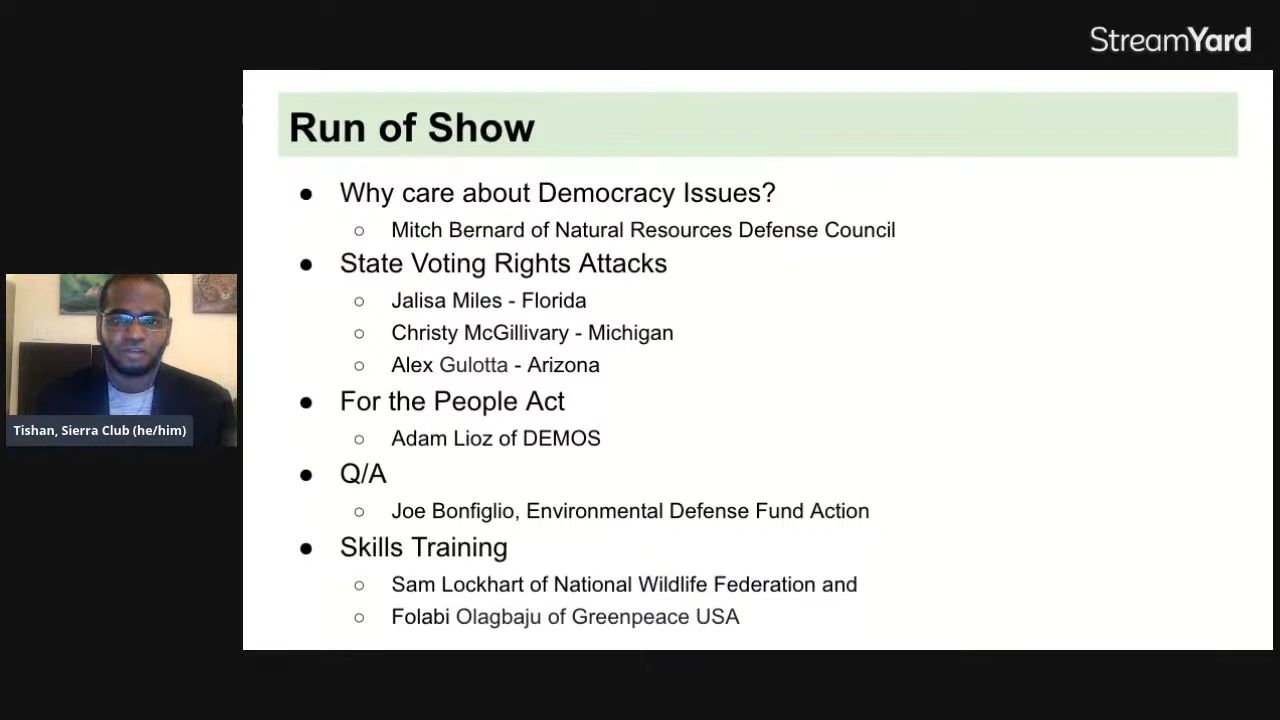 StreamYard
Run of Show
● Why care about Democracy Issues?
○ Mitch Bernard of Natural Resources Defense Council
● State Voting Rights Attacks
○ Jalisa Miles - Florida
○ Christy McGillivary - Michigan
○ Alex Gulotta - Arizona
● For the People Act
○ Adam Lioz of DEMOS
● Q/A
○ Joe Bonfiglio, Environmental Defense Fund Action
● Skills Training
○ Sam Lockhart of National Wildlife Federation and
○ Folabi Olagbaju of Greenpeace USA
Tishan, Sierra Club (he/him)